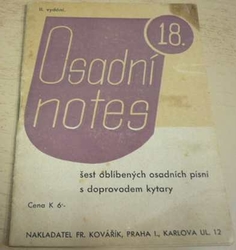 II. vydání.
18.
Osadní
notes
šest oblíbených osadních písní
s doprovodem kytary
Cena K 6·-
NAKLADATEL FR. KOVÁŘÍK, PRAHA I., KARLOVA UL. 12